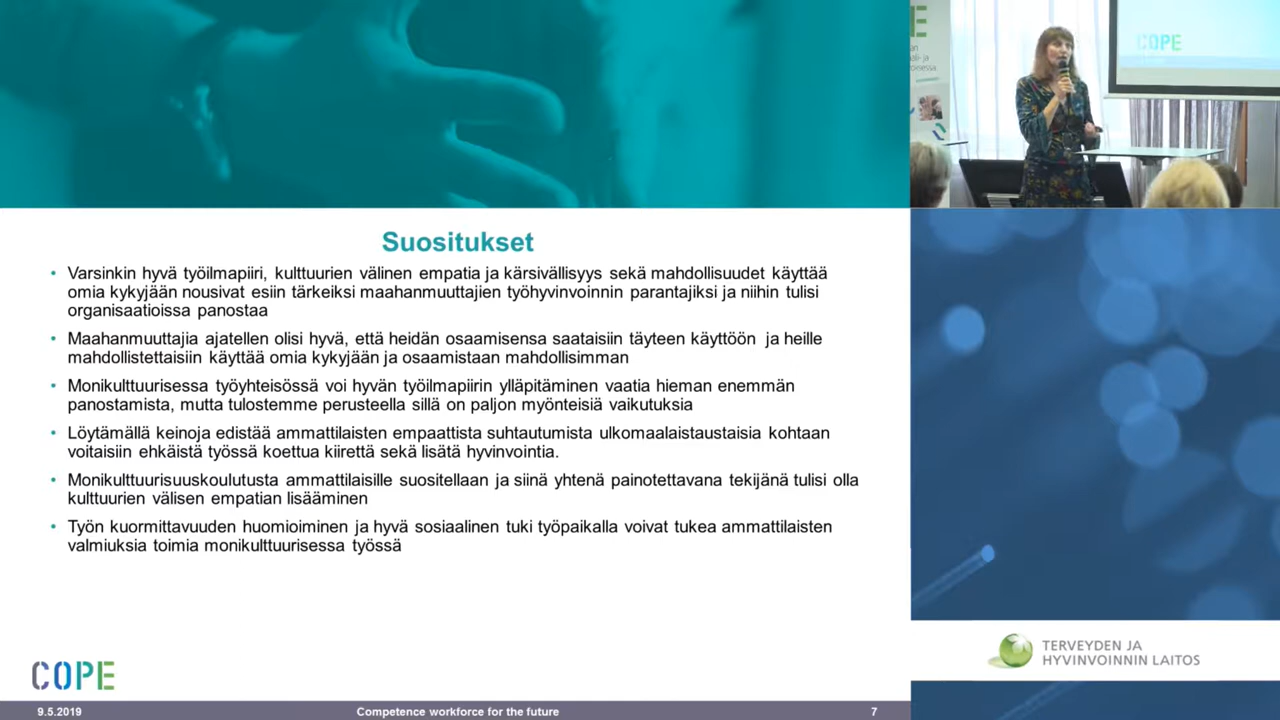 Suositukset
• Varsinkin hyvä työilmapiiri, kulttuurien välinen empatia ja kärsivällisyys sekä mahdollisuudet käyttää
omia kykyjään nousivat esiin tärkeiksi maahanmuuttajien työhyvinvoinnin parantajiksi ja niihin tulisi
organisaatioissa panostaa
• Maahanmuuttajia ajatellen olisi hyvä, että heidän osaamisensa saataisiin täyteen käyttöön ja heille
mahdollistettaisiin käyttää omia kykyjään ja osaamistaan mahdollisimman
• Monikulttuurisessa työyhteisössä voi hyvän työilmapiirin ylläpitäminen vaatia hieman enemmän
panostamista, mutta tulostemme perusteella sillä on paljon myönteisiä vaikutuksia
• Löytämällä keinoja edistää ammattilaisten empaattista suhtautumista ulkomaalaistaustaisia kohtaan
voitaisiin ehkäistä työssä koettua kiirettä sekä lisätä hyvinvointia.
• Monikulttuurisuuskoulutusta ammattilaisille suositellaan ja siinä yhtenä painotettavana tekijänä tulisi olla
kulttuurien välisen empatian lisääminen
• Työn kuormittavuuden huomioiminen ja hyvä sosiaalinen tuki työpaikalla voivat tukea ammattilaisten
valmiuksia toimia monikulttuurisessa työssä
COPE
9.5.2019 Competence workforce for the future 7
COPE
TERVEYDEN JA
HYVINVOINNIN LAITOS